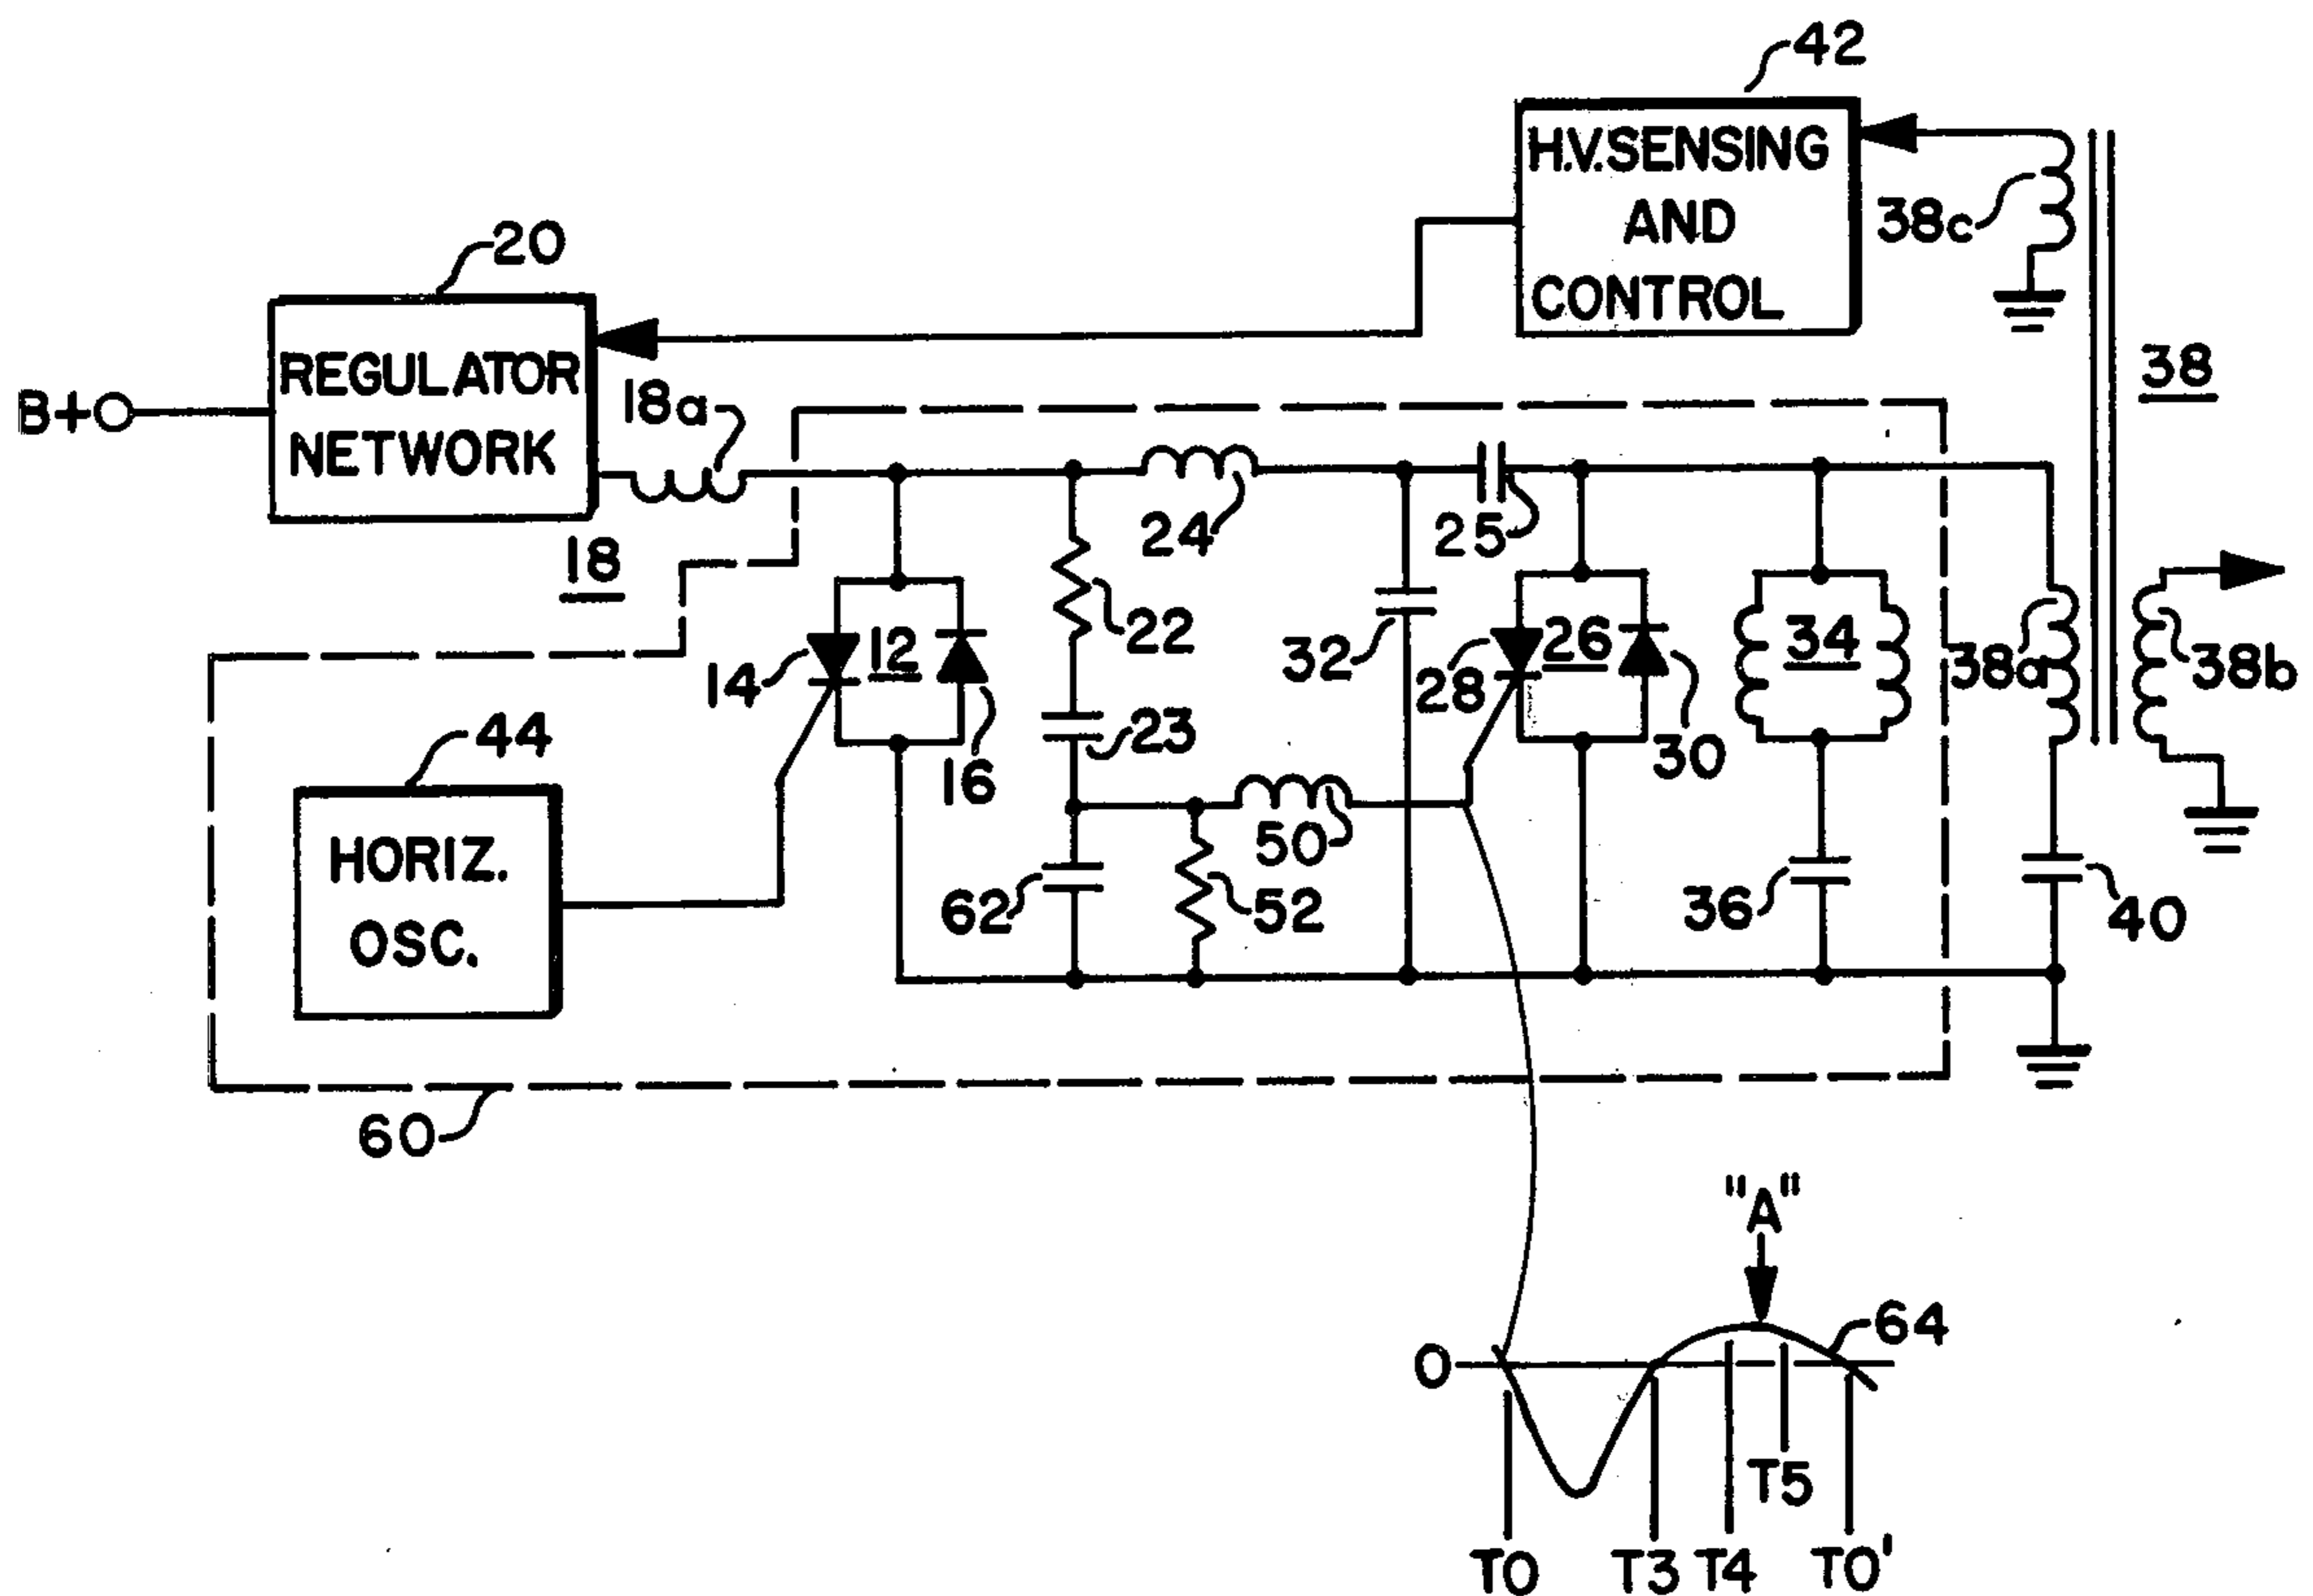 42
H.V. SENSING
AND
CONTROL
38c
20
REGULATOR
NETWORK
B+
18a
38
18
24
25
14
12
16
22
23
32
28
26
30
34
38a
38b
44
HORIZ.
OSC.
62
52
50
36
40
60
"A"
0
64
T5
T0
T3
T4
T0'